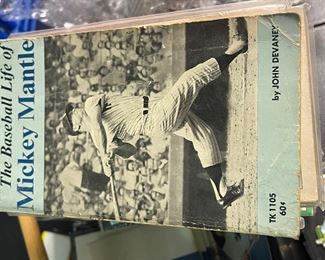 The Baseball Life of
Mickey Mantle
by JOHN DEVANEY
TK 1105
60¢